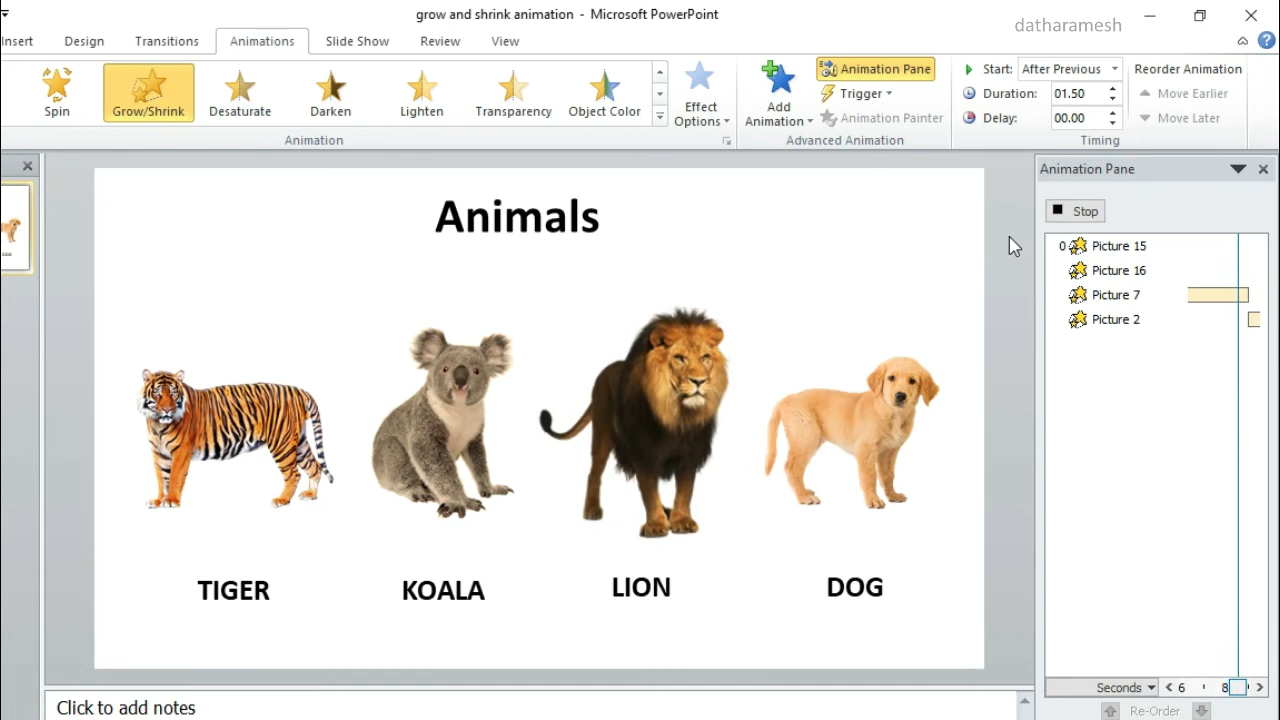 grow and shrink animation - Microsoft PowerPoint
datharamesh
Insert Design Transitions Animations Slide Show Review View
Spin Grow/Shrink Desaturate Darken Lighten Transparency Object Color
Effect Options
Add Animation
Animation Pane
Trigger
Animation Painter
Start: After Previous
Duration: 01.50
Delay: 00.00
Reorder Animation
Move Earlier
Move Later
Animation
Advanced Animation
Timing
Animals
TIGER
KOALA
LION
DOG
Animation Pane
Stop
0 Picture 15
Picture 16
Picture 7
Picture 2
Seconds 6 8
Re-Order
Click to add notes